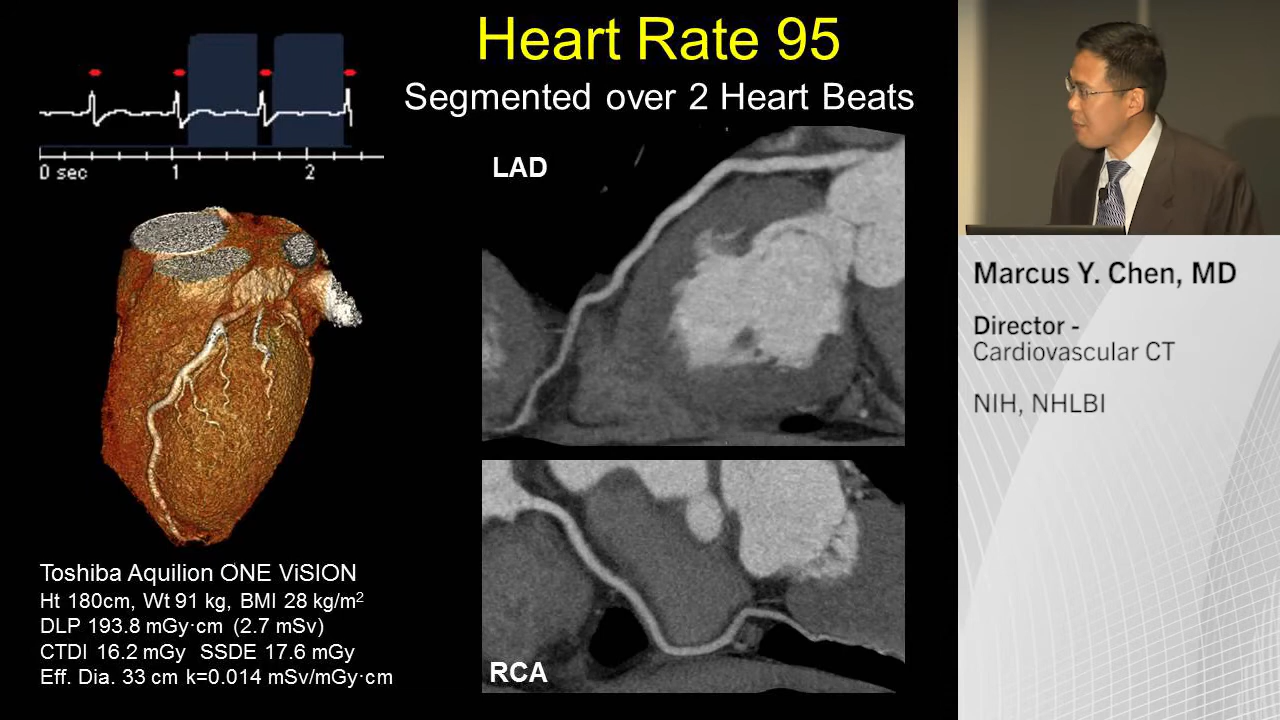 Heart Rate 95
Segmented over 2 Heart Beats
0 sec 1 2
LAD
RCA
Toshiba Aquilion ONE ViSION
Ht 180cm, Wt 91 kg, BMI 28 kg/m²
DLP 193.8 mGy·cm (2.7 mSv)
CTDI 16.2 mGy SSDE 17.6 mGy
Eff. Dia. 33 cm k=0.014 mSv/mGy·cm
Marcus Y. Chen, MD
Director -
Cardiovascular CT
NIH, NHLBI